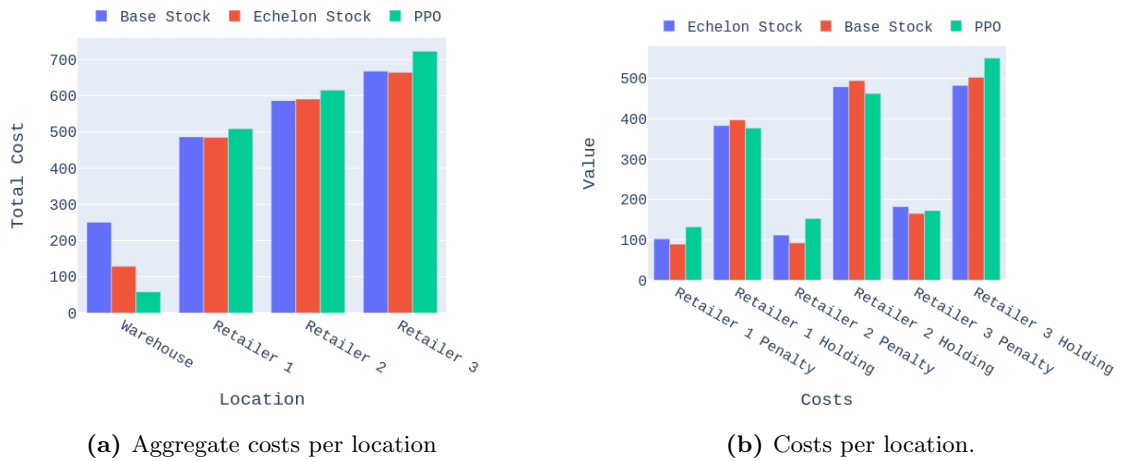 Base Stock Echelon Stock PPO
Total Cost
700
600
500
400
300
200
100
0
Warehouse
Retailer 1
Retailer 2
Retailer 3
Location
(a) Aggregate costs per location
Echelon Stock Base Stock PPO
Value
500
400
300
200
100
0
Retailer 1 Penalty
Retailer 1 Holding
Retailer 2 Penalty
Retailer 2 Holding
Retailer 3 Penalty
Retailer 3 Holding
Costs
(b) Costs per location.